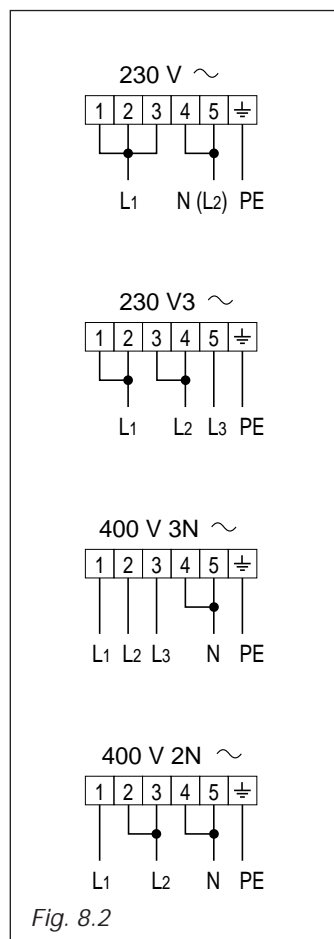 230 V ~
1 2 3 4 5 ⏚
L1 N (L2) PE
230 V3 ~
1 2 3 4 5 ⏚
L1 L2 L3 PE
400 V 3N ~
1 2 3 4 5 ⏚
L1 L2 L3 N PE
400 V 2N ~
1 2 3 4 5 ⏚
L1 L2 N PE
Fig. 8.2